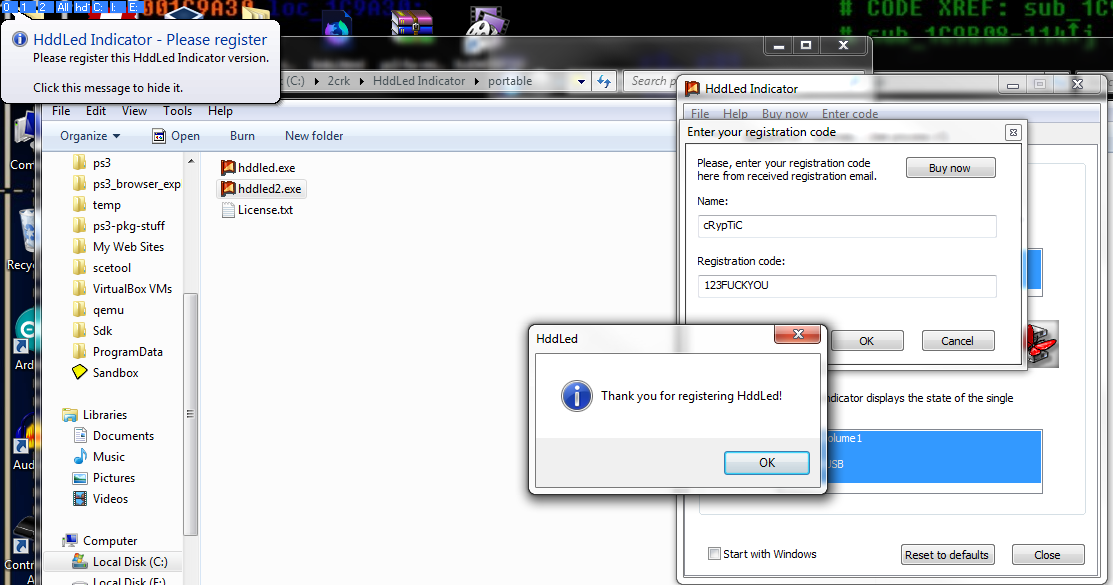 0 1 2 All hd C: I: E:
001C9A38 loc_1C9A38:
# CODE XREF: sub_1C9
# sub_1C9B08-114↑j
HddLed Indicator - Please register
Please register this HddLed Indicator version.
Click this message to hide it.
(C:) ▸ 2crk ▸ HddLed Indicator ▸ portable
Search p
File Edit View Tools Help
Organize Open Burn New folder
Com
Recy
Ard
Aud
Contr
A
ps3
ps3_browser_exp
temp
ps3-pkg-stuff
My Web Sites
scetool
VirtualBox VMs
qemu
Sdk
ProgramData
Sandbox
Libraries
Documents
Music
Pictures
Videos
Computer
Local Disk (C:)
Local Disk (E:)
hddled.exe
hddled2.exe
License.txt
HddLed Indicator
File Help Buy now Enter code
Enter your registration code
Please, enter your registration code
here from received registration email.
Buy now
Name:
cRypTiC
Registration code:
123FUCKYOU
OK Cancel
HddLed
Thank you for registering HddLed!
OK
ndicator displays the state of the single
olume1
USB
Start with Windows
Reset to defaults
Close